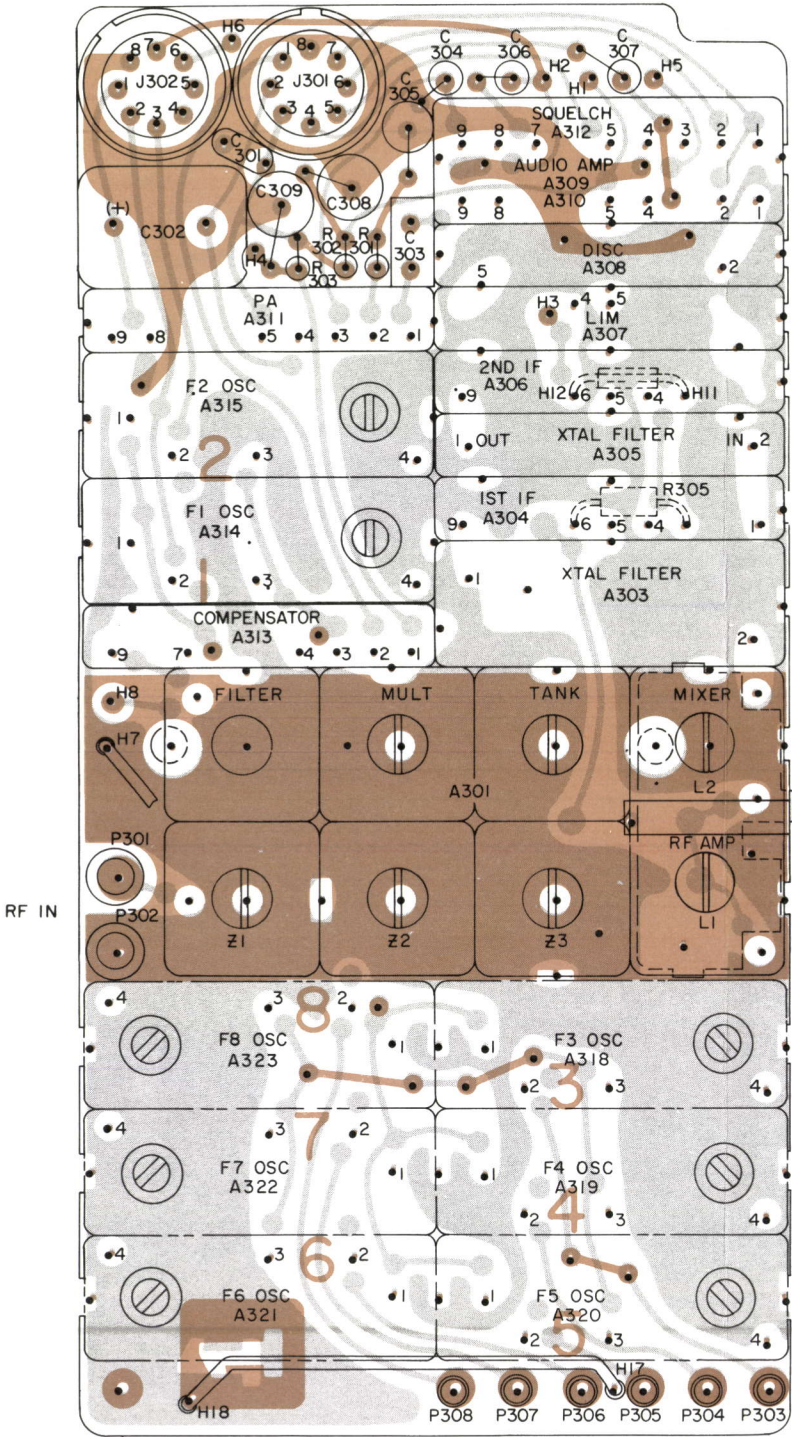 H6 C 304 C 306 C 307
8 7 6 1 8 7 H2 H1 H5
1 J302 5 2 J301 6
2 3 4 3 4 5 C 305
SQUELCH
9 8 7 A312 5 4 3 2 1
C 301
AUDIO AMP
A309
A310
9 8 5 4 2 1
C309 C308
(+) C302
R 302 R 301 C 303
H4 R 303
DISC
A308
5 2
PA
A311
9 8 5 4 3 2 1
H3 4 5
LIM
A307
F2 OSC
A315
1
2 2 3 4
2ND IF
A306
9 H12 6 5 4 H11
1 OUT XTAL FILTER IN 2
A305
F1 OSC
A314
1
2 1 3 4
1ST IF R305
9 A304 6 5 4 1
1 XTAL FILTER
A303
2
COMPENSATOR
A313
9 7 4 3 2 1
H8 FILTER MULT TANK MIXER
H7
A301 L2
P301 RF AMP
RF IN
P302
Z1 Z2 Z3 L1
4 3 8 2
F8 OSC 1
A323
1 F3 OSC
A318
2 3 3 4
4 3 7 2
F7 OSC 1
A322
1 F4 OSC
A319
4
2 3 4
4 3 6 2
F6 OSC 1
A321
1 F5 OSC
A320
2 5 3 4
H18 H17
P308 P307 P306 P305 P304 P303